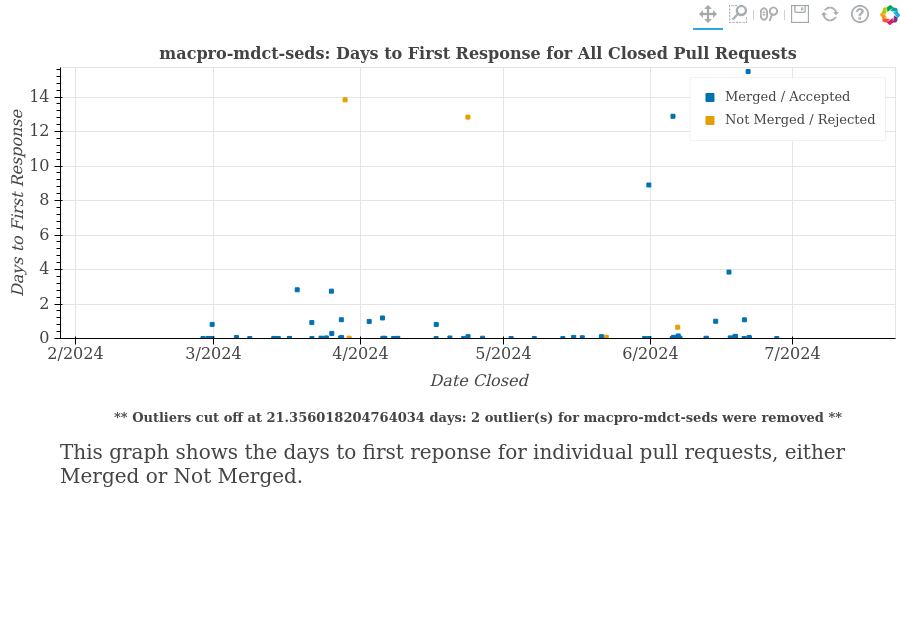 macpro-mdct-seds: Days to First Response for All Closed Pull Requests
Days to First Response
14
12
10
8
6
4
2
0
Merged / Accepted
Not Merged / Rejected
2/2024 3/2024 4/2024 5/2024 6/2024 7/2024
Date Closed
** Outliers cut off at 21.356018204764034 days: 2 outlier(s) for macpro-mdct-seds were removed **
This graph shows the days to first reponse for individual pull requests, either
Merged or Not Merged.